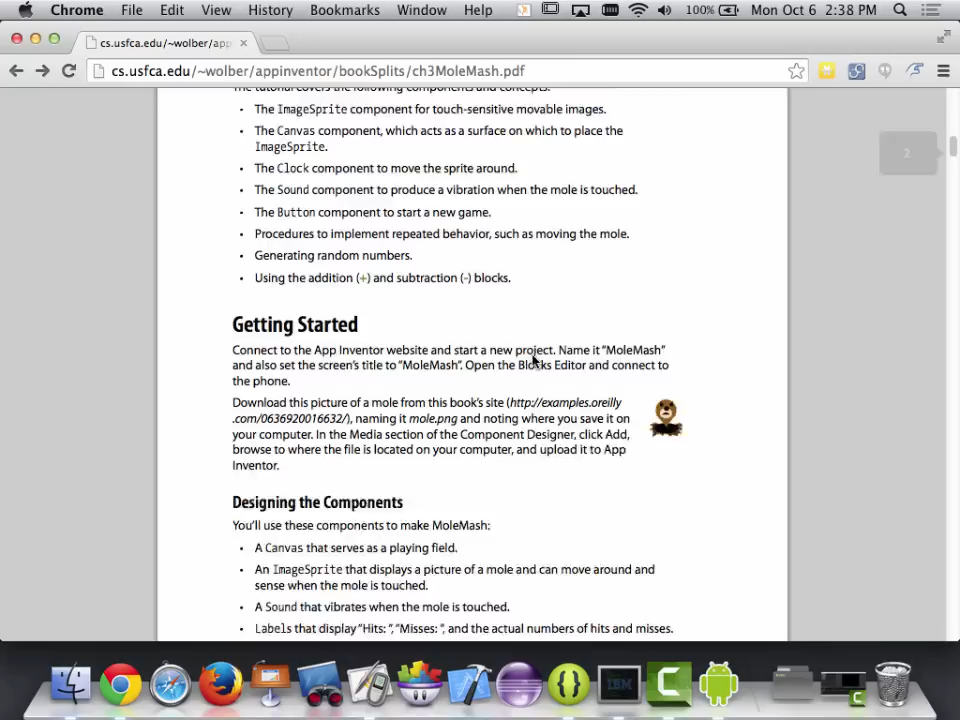 Chrome File Edit View History Bookmarks Window Help 100% Mon Oct 6 2:38 PM
cs.usfca.edu/~wolber/app
cs.usfca.edu/~wolber/appinventor/bookSplits/ch3MoleMash.pdf
The tutorial covers the following components and concepts:
• The ImageSprite component for touch-sensitive movable images.
• The Canvas component, which acts as a surface on which to place the
ImageSprite.
• The Clock component to move the sprite around.
• The Sound component to produce a vibration when the mole is touched.
• The Button component to start a new game.
• Procedures to implement repeated behavior, such as moving the mole.
• Generating random numbers.
• Using the addition (+) and subtraction (-) blocks.
2
Getting Started
Connect to the App Inventor website and start a new project. Name it “MoleMash”
and also set the screen’s title to “MoleMash”. Open the Blocks Editor and connect to
the phone.
Download this picture of a mole from this book’s site (http://examples.oreilly
.com/0636920016632/), naming it mole.png and noting where you save it on
your computer. In the Media section of the Component Designer, click Add,
browse to where the file is located on your computer, and upload it to App
Inventor.
Designing the Components
You’ll use these components to make MoleMash:
• A Canvas that serves as a playing field.
• An ImageSprite that displays a picture of a mole and can move around and
sense when the mole is touched.
• A Sound that vibrates when the mole is touched.
• Labels that display “Hits: ”, “Misses: ”, and the actual numbers of hits and misses.
IBM